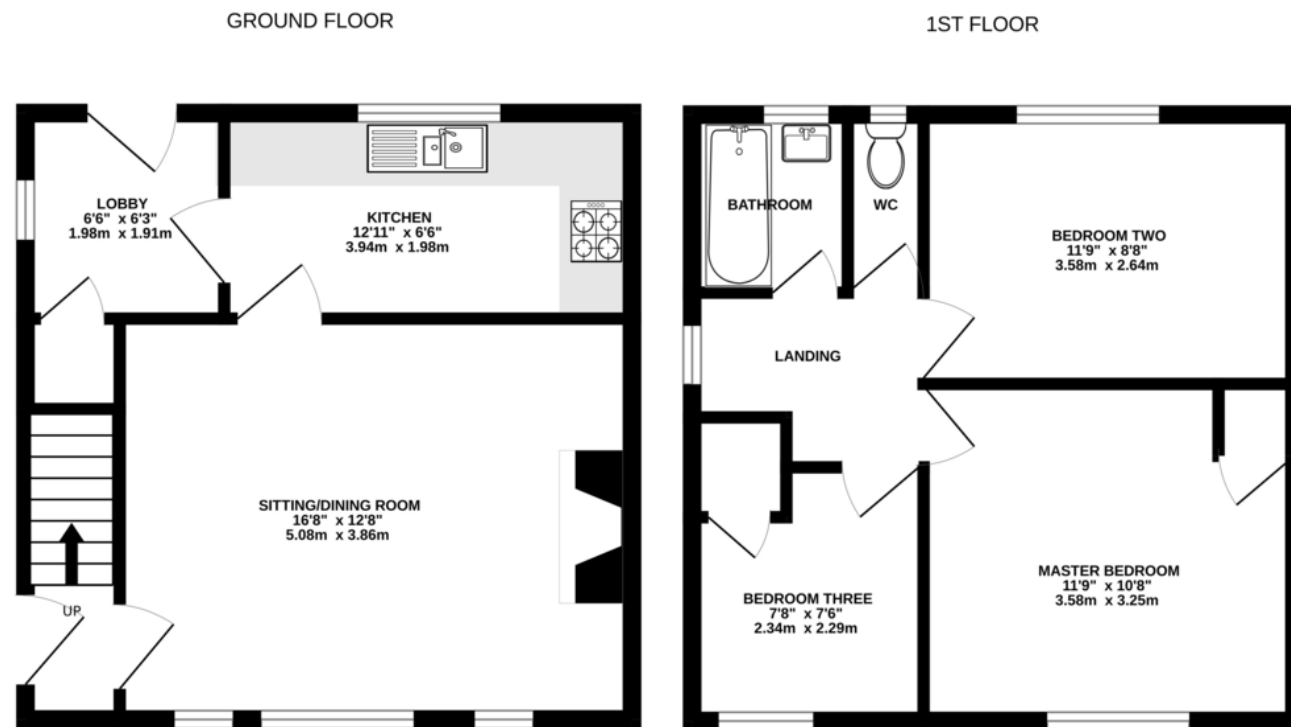 GROUND FLOOR
1ST FLOOR
LOBBY
6'6" x 6'3"
1.98m x 1.91m
KITCHEN
12'11" x 6'6"
3.94m x 1.98m
SITTING/DINING ROOM
16'8" x 12'8"
5.08m x 3.86m
UP
BATHROOM
WC
BEDROOM TWO
11'9" x 8'8"
3.58m x 2.64m
LANDING
MASTER BEDROOM
11'9" x 10'8"
3.58m x 3.25m
BEDROOM THREE
7'8" x 7'6"
2.34m x 2.29m